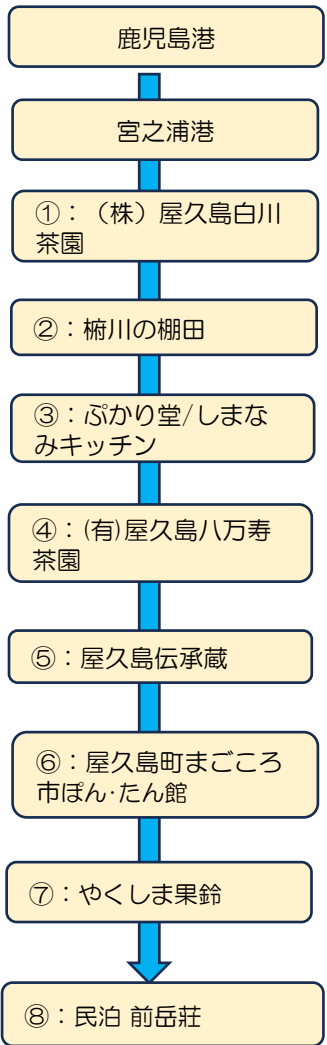 鹿児島港
宮之浦港
①：（株）屋久島白川
茶園
②：椨川の棚田
③：ぷかり堂/しまな
みキッチン
④：(有)屋久島八万寿
茶園
⑤：屋久島伝承蔵
⑥：屋久島町まごころ
市ぽん･たん館
⑦：やくしま果鈴
⑧：民泊 前岳荘